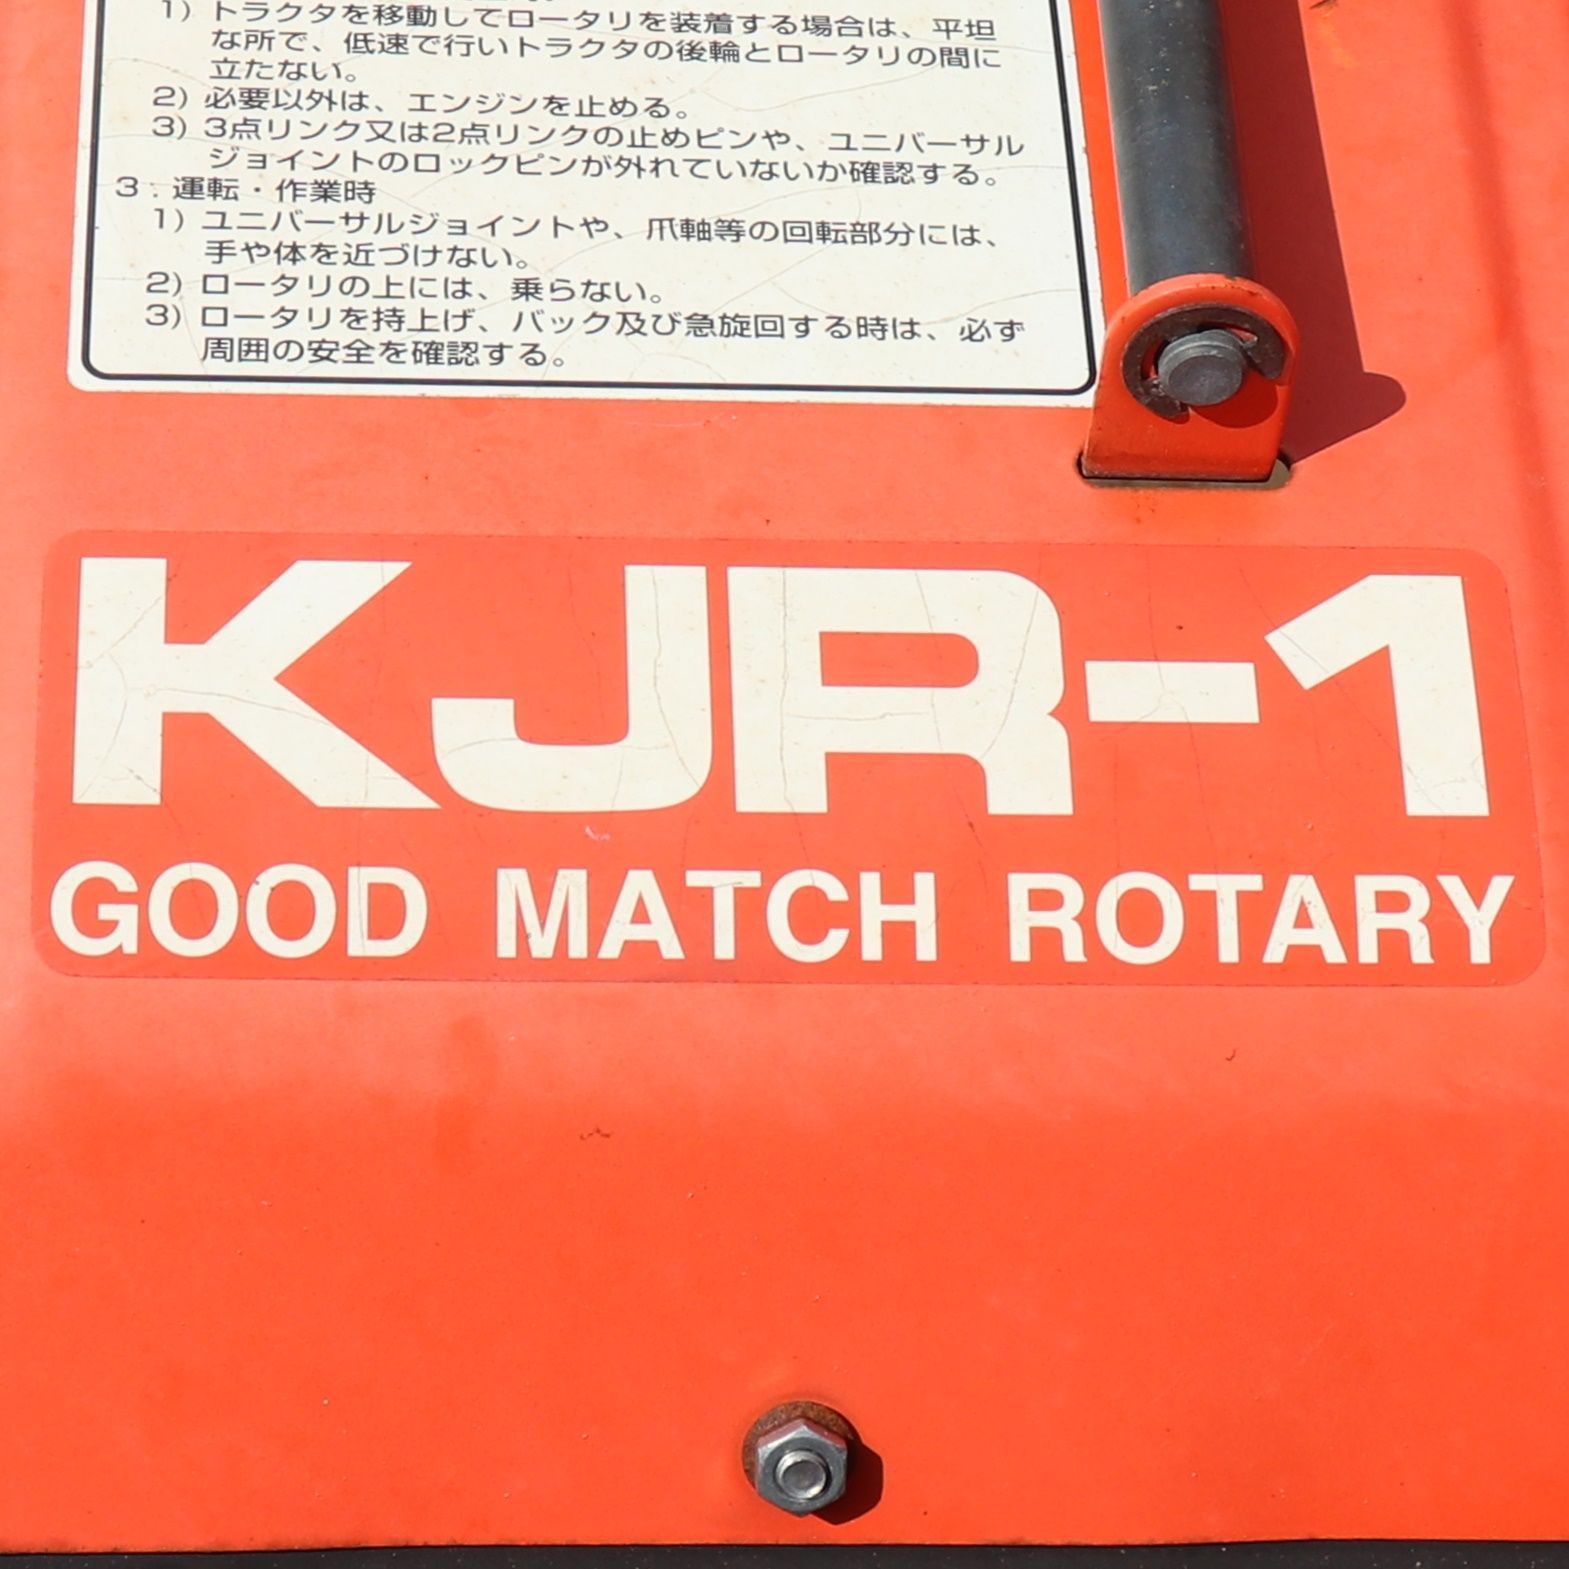 1) トラクタを移動してロータリを装着する場合は、平坦
な所で、低速で行いトラクタの後輪とロータリの間に
立たない。
2) 必要以外は、エンジンを止める。
3) 3点リンク又は2点リンクの止めピンや、ユニバーサル
ジョイントのロックピンが外れていないか確認する。
3. 運転・作業時
1) ユニバーサルジョイントや、爪軸等の回転部分には、
手や体を近づけない。
2) ロータリの上には、乗らない。
3) ロータリを持上げ、バック及び急旋回する時は、必ず
周囲の安全を確認する。
KJR-1
GOOD MATCH ROTARY